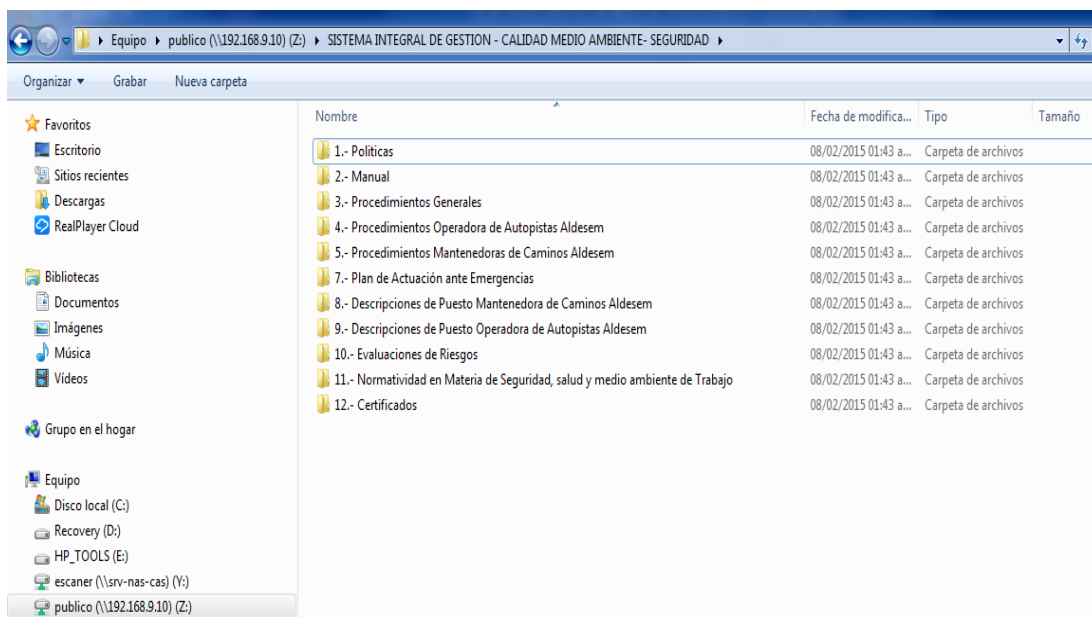 Equipo ▸ publico (\\192.168.9.10) (Z:) ▸ SISTEMA INTEGRAL DE GESTION - CALIDAD MEDIO AMBIENTE- SEGURIDAD ▸
Organizar Grabar Nueva carpeta
Favoritos
Escritorio
Sitios recientes
Descargas
RealPlayer Cloud
Bibliotecas
Documentos
Imágenes
Música
Vídeos
Grupo en el hogar
Equipo
Disco local (C:)
Recovery (D:)
HP_TOOLS (E:)
escaner (\\srv-nas-cas) (Y:)
publico (\\192.168.9.10) (Z:)
Nombre Fecha de modifica... Tipo Tamaño
1.- Politicas 08/02/2015 01:43 a... Carpeta de archivos
2.- Manual 08/02/2015 01:43 a... Carpeta de archivos
3.- Procedimientos Generales 08/02/2015 01:43 a... Carpeta de archivos
4.- Procedimientos Operadora de Autopistas Aldesem 08/02/2015 01:43 a... Carpeta de archivos
5.- Procedimientos Mantenedoras de Caminos Aldesem 08/02/2015 01:43 a... Carpeta de archivos
7.- Plan de Actuación ante Emergencias 08/02/2015 01:43 a... Carpeta de archivos
8.- Descripciones de Puesto Mantenedora de Caminos Aldesem 08/02/2015 01:43 a... Carpeta de archivos
9.- Descripciones de Puesto Operadora de Autopistas Aldesem 08/02/2015 01:43 a... Carpeta de archivos
10.- Evaluaciones de Riesgos 08/02/2015 01:43 a... Carpeta de archivos
11.- Normatividad en Materia de Seguridad, salud y medio ambiente de Trabajo 08/02/2015 01:43 a... Carpeta de archivos
12.- Certificados 08/02/2015 01:43 a... Carpeta de archivos